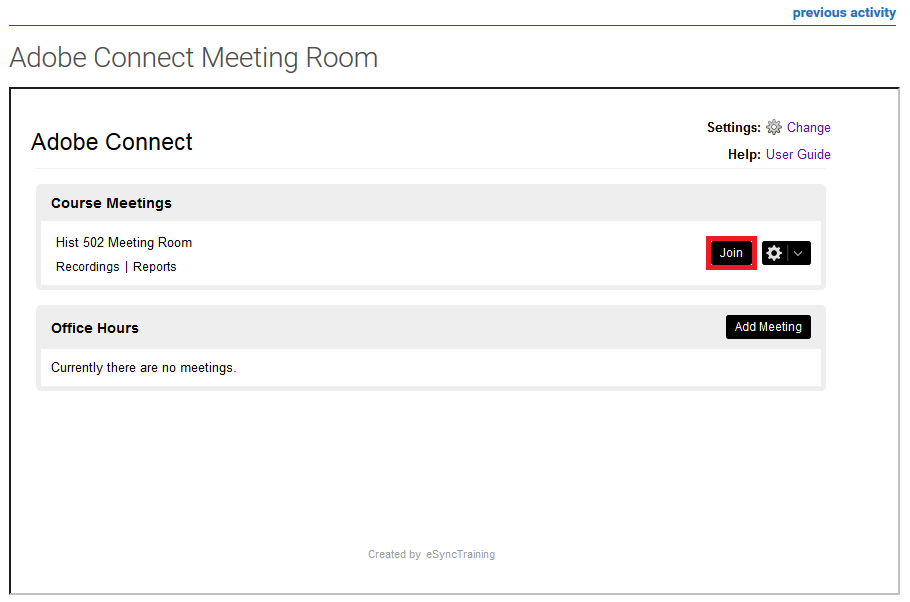 previous activity
Adobe Connect Meeting Room
Adobe Connect
Settings: Change
Help: User Guide
Course Meetings
Hist 502 Meeting Room
Recordings | Reports
Join
Office Hours
Add Meeting
Currently there are no meetings.
Created by eSyncTraining